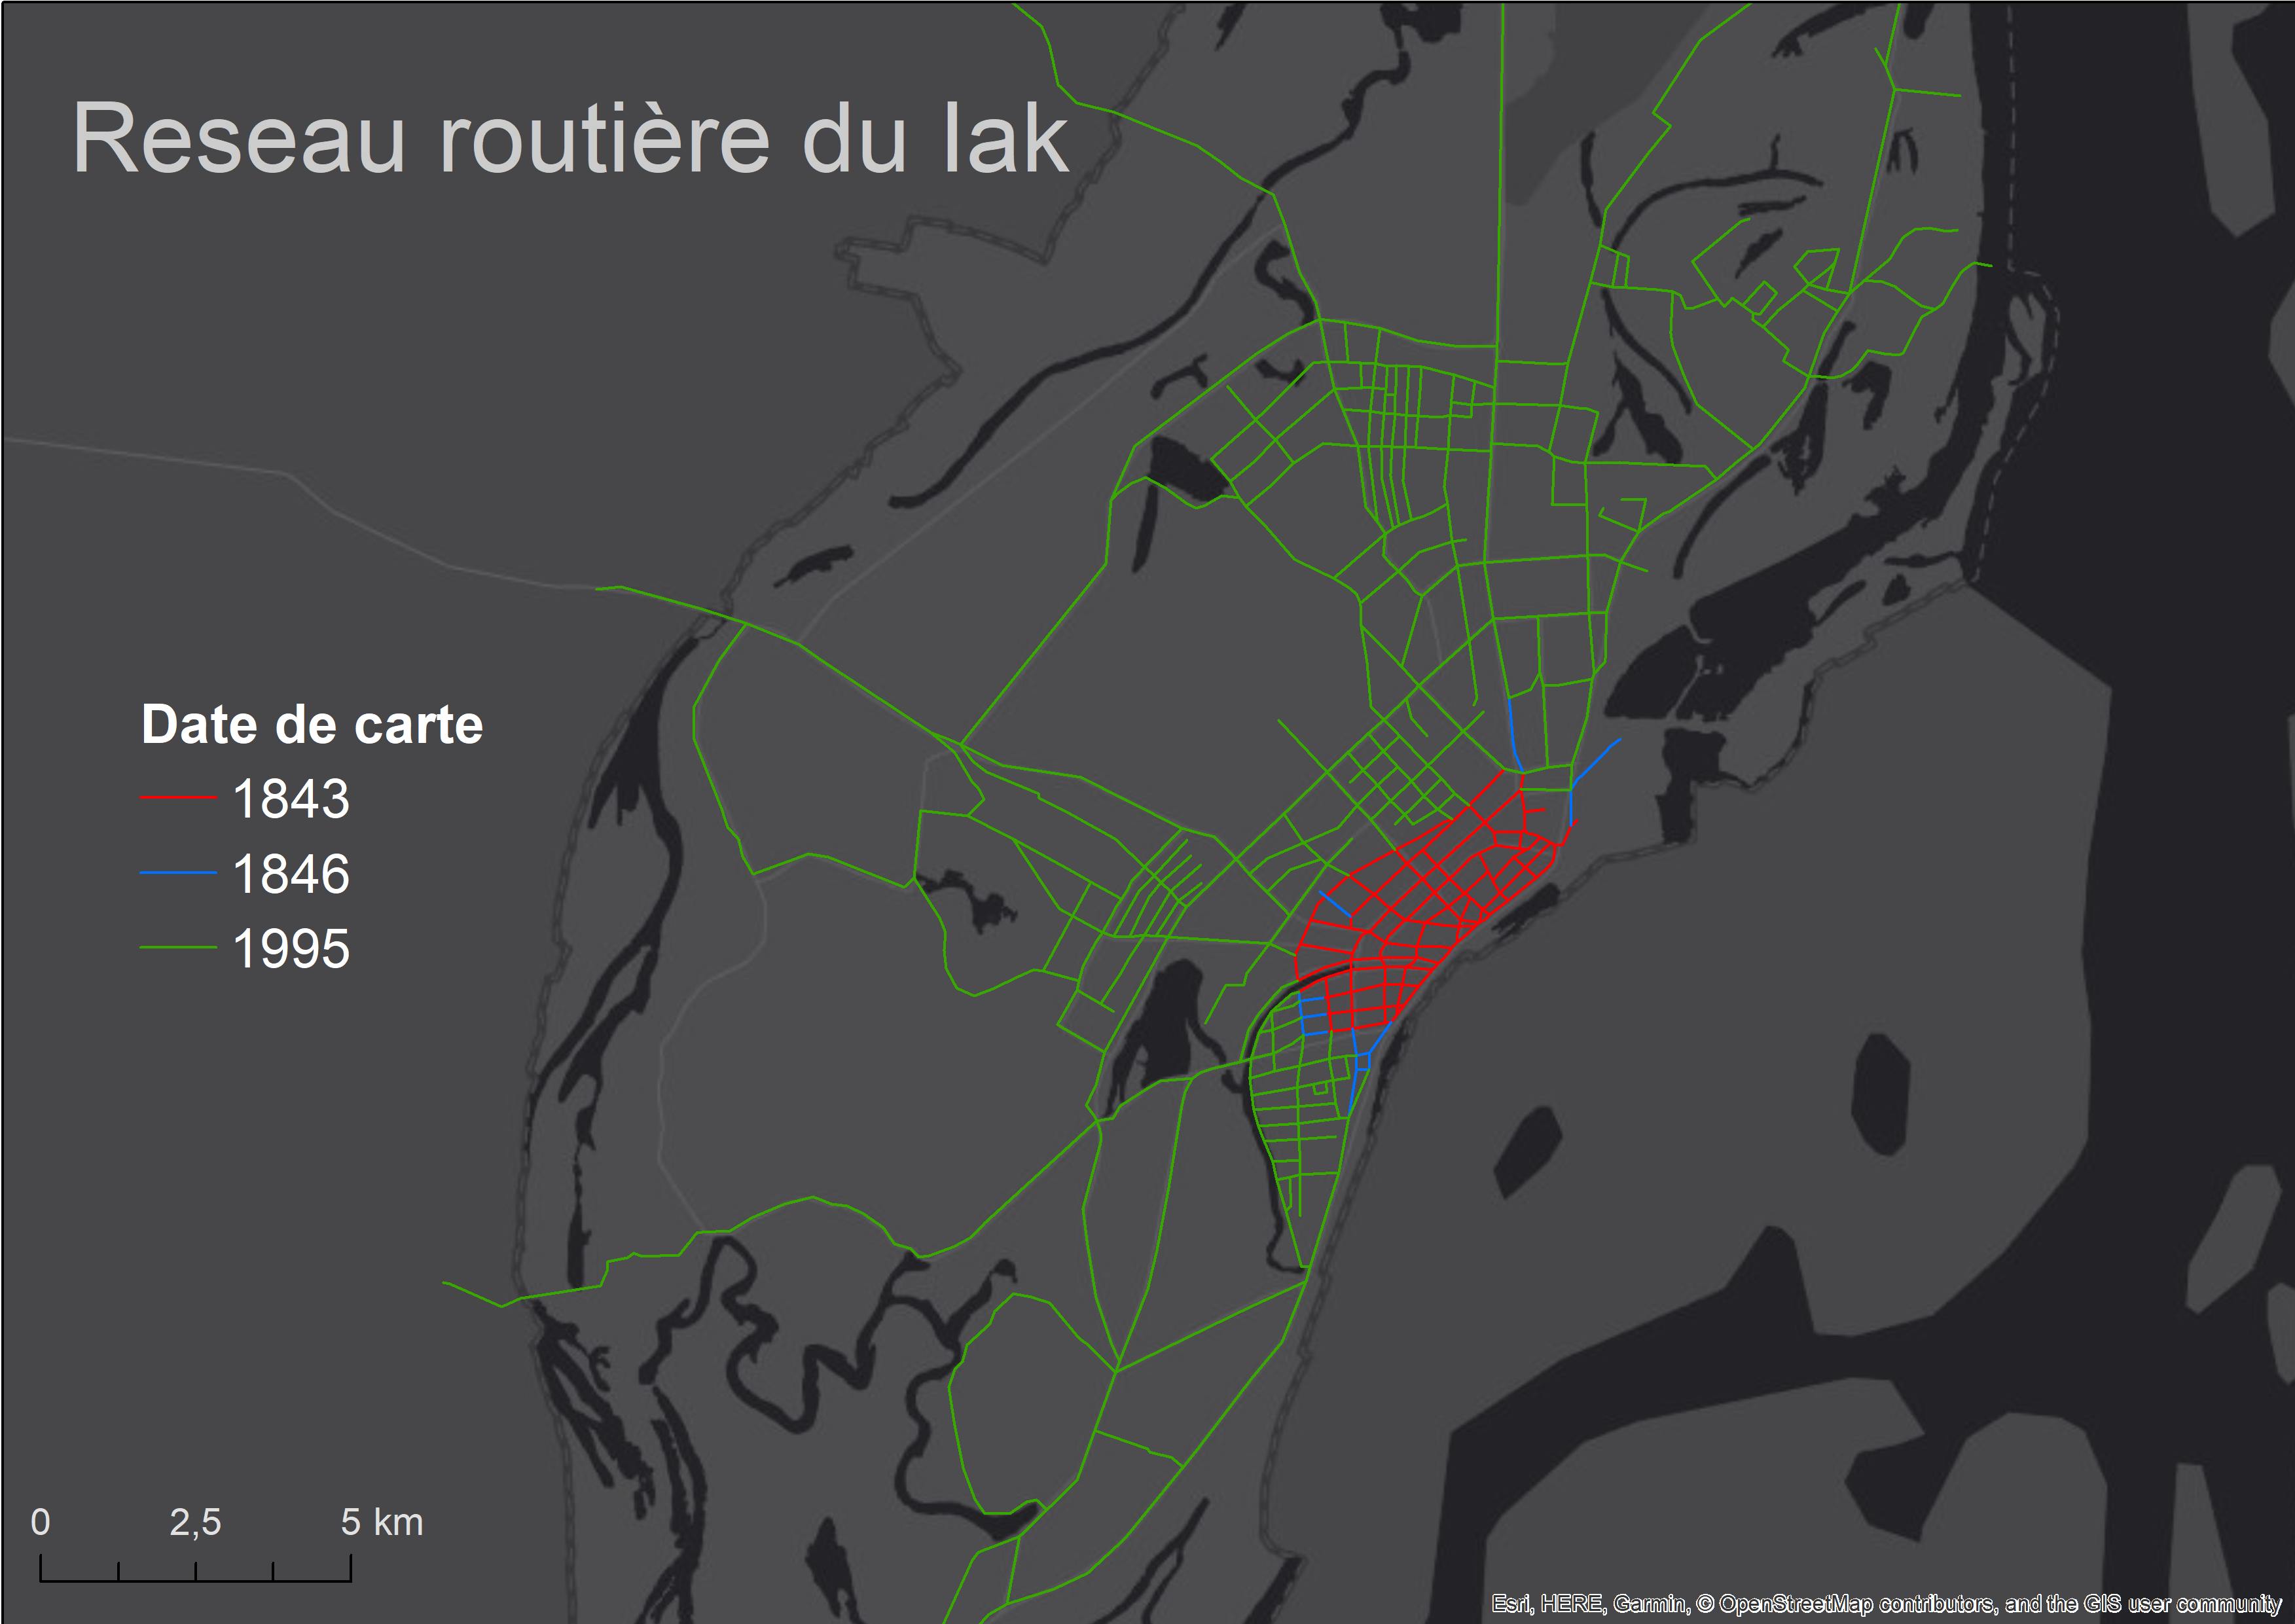 Reseau routière du lak
Date de carte
1843
1846
1995
0 2,5 5 km
Esri, HERE, Garmin, © OpenStreetMap contributors, and the GIS user community